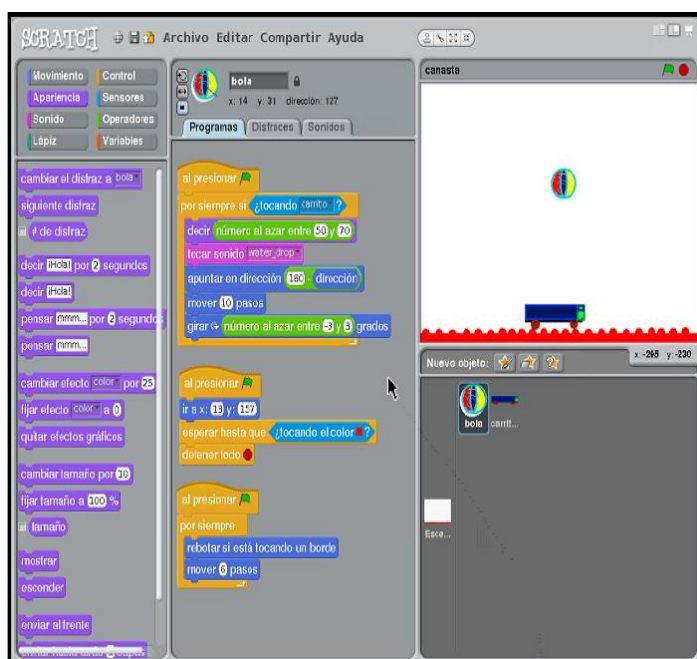 SCRATCH Archivo Editar Compartir Ayuda
Movimiento Control
Apariencia Sensores
Sonido Operadores
Lápiz Variables
cambiar el disfraz a bola
siguiente disfraz
# de disfraz
decir ¡Hola! por 2 segundos
decir ¡Hola!
pensar mmm... por 2 segundos
pensar mmm...
cambiar efecto color por 25
fijar efecto color a 0
quitar efectos gráficos
cambiar tamaño por 10
fijar tamaño a 100 %
tamaño
mostrar
esconder
enviar al frente
bola
x: 14 y: 31 dirección: 127
Programas Disfraces Sonidos
al presionar
por siempre si ¿tocando carrito ?
decir número al azar entre 50 y 70
tocar sonido water_drop
apuntar en dirección 180 - dirección
mover 10 pasos
girar número al azar entre -3 y 3 grados
al presionar
ir a x: 13 y: 157
esperar hasta que ¿tocando el color ?
detener todo
al presionar
por siempre
rebotar si está tocando un borde
mover 6 pasos
canasta
x: -295 y: -230
Nuevo objeto:
bola carrit...
Esce...